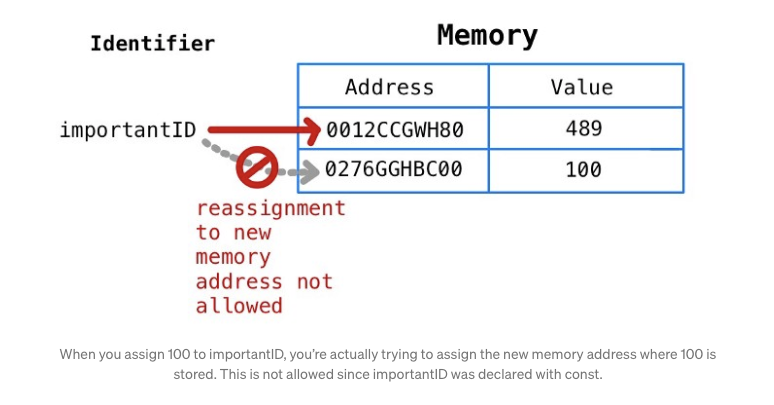 Identifier
Memory
Address Value
importantID
0012CCGWH80 489
0276GGHBC00 100
reassignment
to new
memory
address not
allowed
When you assign 100 to importantID, you’re actually trying to assign the new memory address where 100 is
stored. This is not allowed since importantID was declared with const.